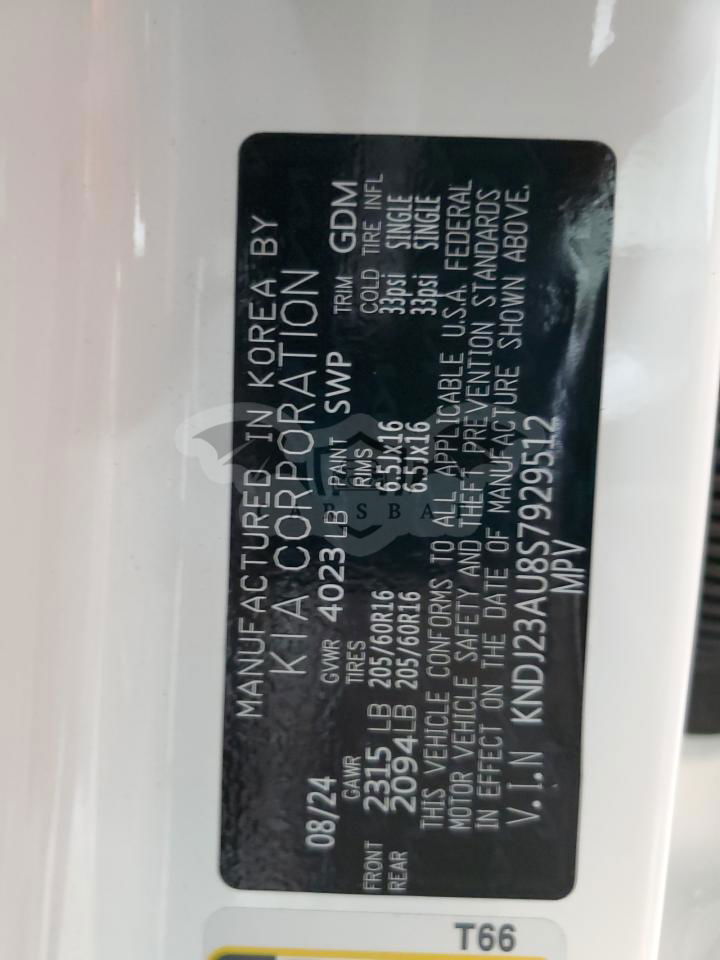 MANUFACTURED IN KOREA BY
KIA CORPORATION
08/24 GVWR 4023 LB PAINT SWP TRIM GDM
GAWR TIRES RIMS COLD TIRE INFL
FRONT 2315 LB 205/60R16 6.5JX16 33psi SINGLE
REAR 2094 LB 205/60R16 6.5JX16 33psi SINGLE
THIS VEHICLE CONFORMS TO ALL APPLICABLE U.S.A. FEDERAL
MOTOR VEHICLE SAFETY AND THEFT PREVENTION STANDARDS
IN EFFECT ON THE DATE OF MANUFACTURE SHOWN ABOVE.
V.I.N KNDJ23AU8S7929512
MPV
T66
CARSBA